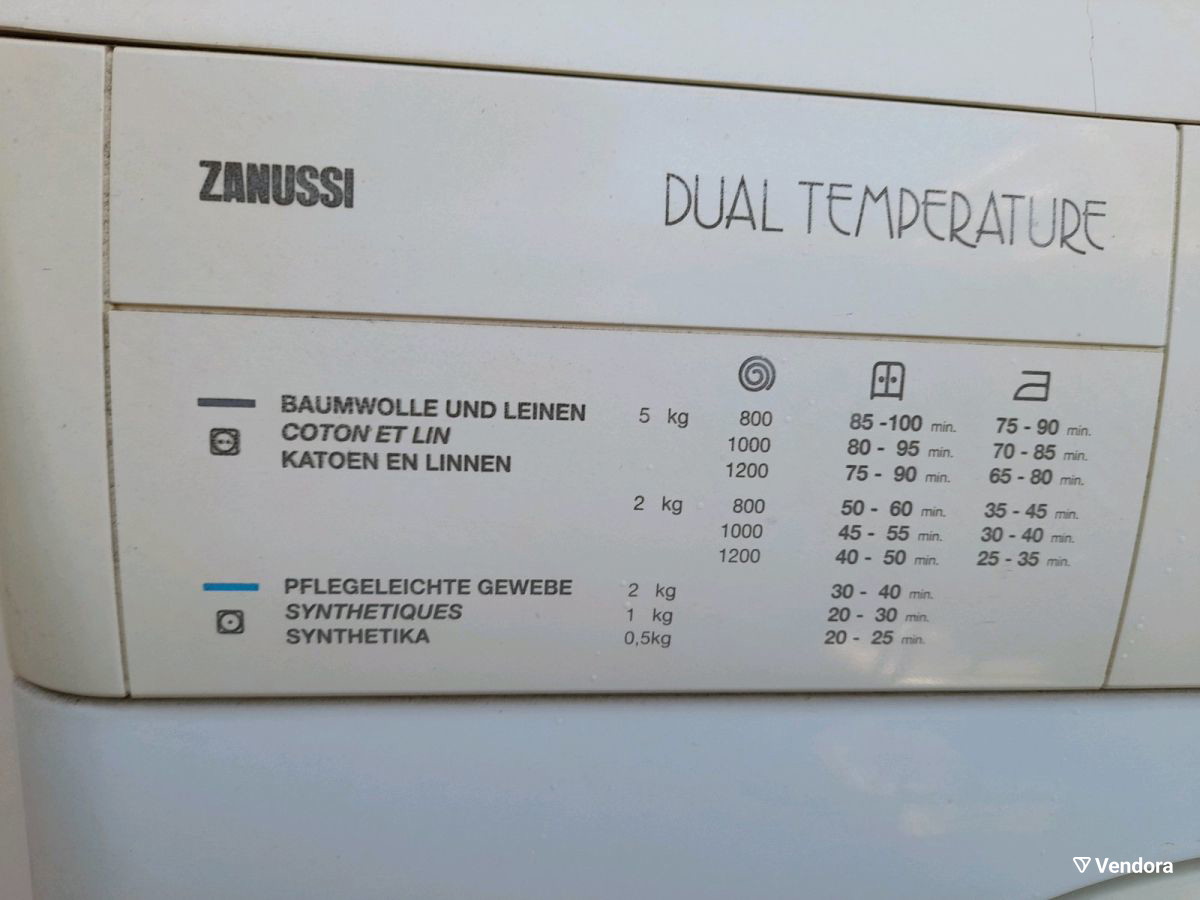 ZANUSSI
DUAL TEMPERATURE
BAUMWOLLE UND LEINEN 5 kg 800 85 -100 min. 75 - 90 min.
COTON ET LIN 1000 80 - 95 min. 70 - 85 min.
KATOEN EN LINNEN 1200 75 - 90 min. 65 - 80 min.
2 kg 800 50 - 60 min. 35 - 45 min.
1000 45 - 55 min. 30 - 40 min.
1200 40 - 50 min. 25 - 35 min.
PFLEGELEICHTE GEWEBE 2 kg 30 - 40 min.
SYNTHETIQUES 1 kg 20 - 30 min.
SYNTHETIKA 0,5kg 20 - 25 min.
Vendora